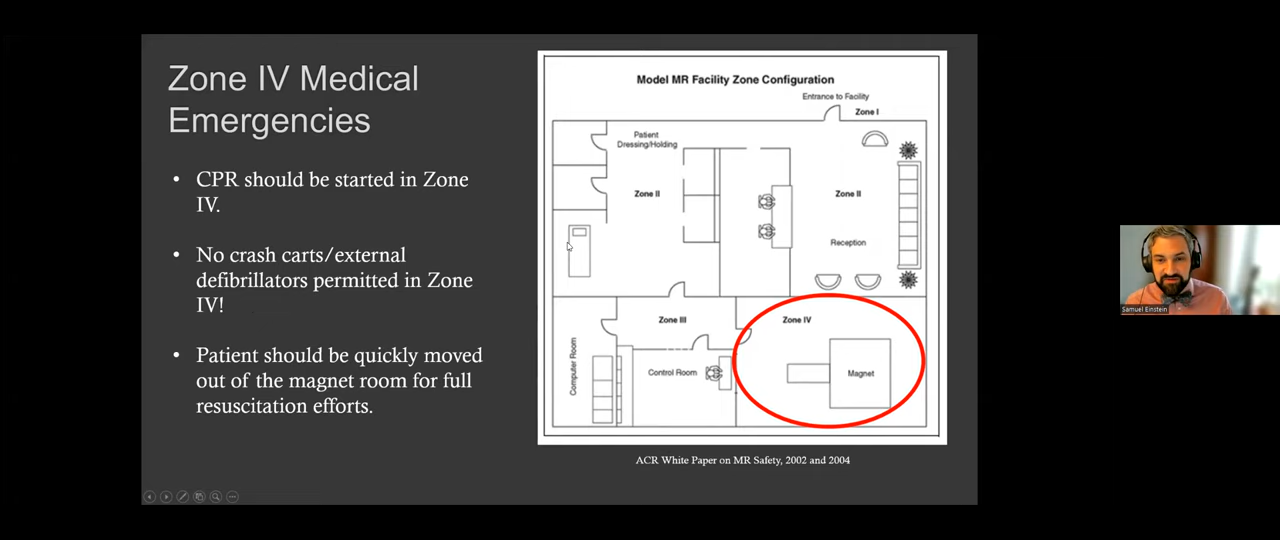 Zone IV Medical
Emergencies
• CPR should be started in Zone
IV.
• No crash carts/external
defibrillators permitted in Zone
IV!
• Patient should be quickly moved
out of the magnet room for full
resuscitation efforts.
Model MR Facility Zone Configuration
Entrance to Facility
Zone I
Patient
Dressing/Holding
Zone II
Zone II
Reception
Zone III
Zone IV
Computer Room
Control Room
Magnet
ACR White Paper on MR Safety, 2002 and 2004
Samuel Einstein